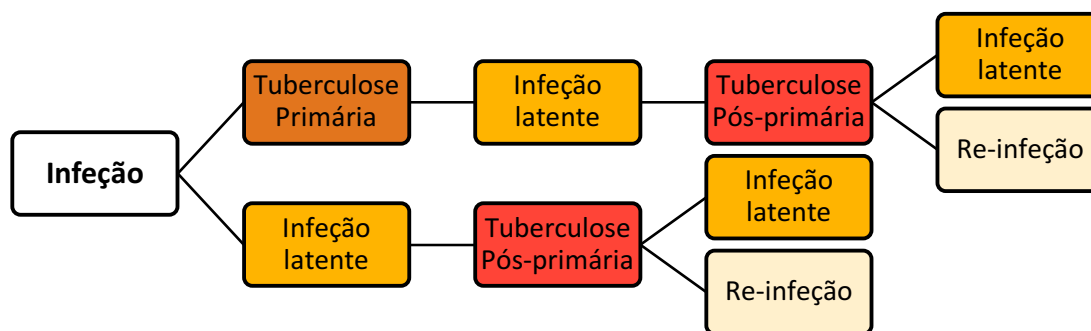 Infeção
Tuberculose
Primária
Infeção
latente
Tuberculose
Pós-primária
Infeção
latente
Re-infeção
Infeção
latente
Tuberculose
Pós-primária
Infeção
latente
Re-infeção